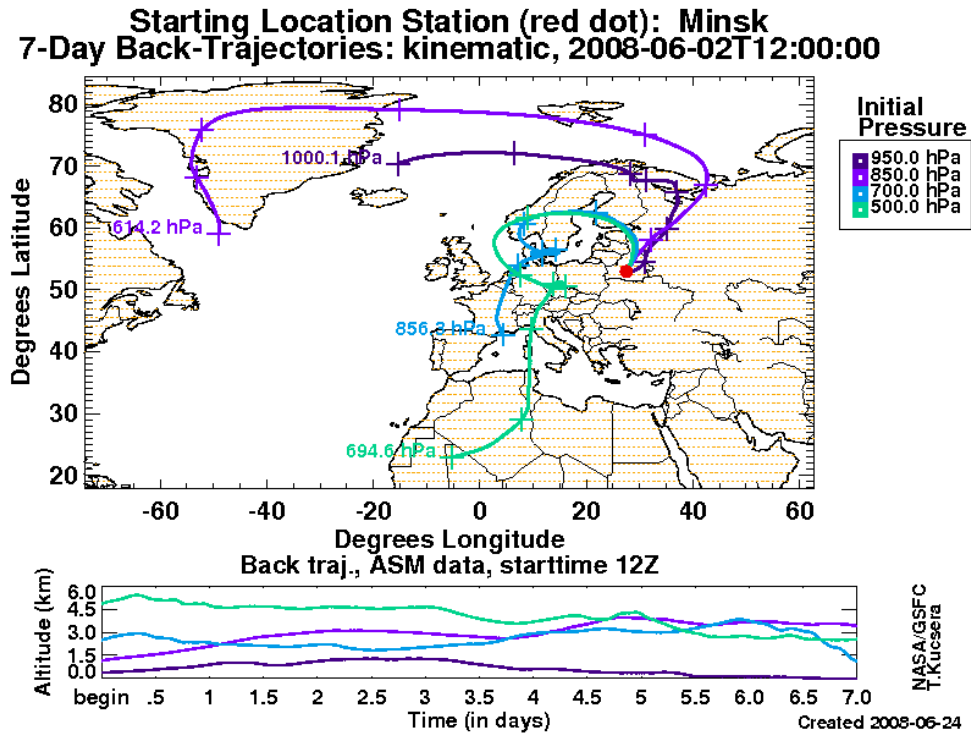 Starting Location Station (red dot):  Minsk
7-Day Back-Trajectories: kinematic, 2008-06-02T12:00:00
Degrees Latitude
80
70
60
50
40
30
20
1000.1 hPa
614.2 hPa
856.3 hPa
694.6 hPa
-60
-40
-20
0
20
40
60
Degrees Longitude
Initial
Pressure
950.0 hPa
850.0 hPa
700.0 hPa
500.0 hPa
Back traj., ASM data, starttime 12Z
Altitude (km)
6.0
4.5
3.0
1.5
0.0
begin
.5
1
1.5
2
2.5
3
3.5
4
4.5
5
5.5
6
6.5
7.0
Time (in days)
NASA/GSFC
T.Kucsera
Created 2008-06-24